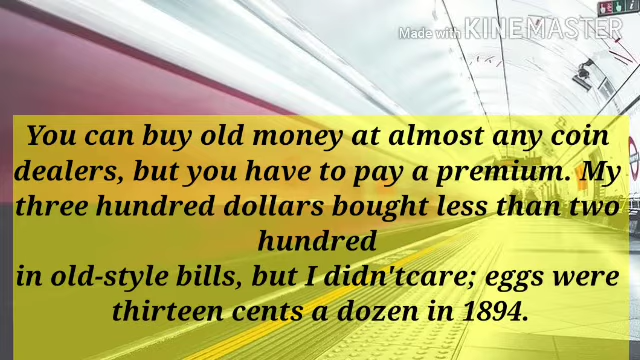 Made with KINEMASTER
You can buy old money at almost any coin
dealers, but you have to pay a premium. My
three hundred dollars bought less than two
hundred
in old-style bills, but I didn'tcare; eggs were
thirteen cents a dozen in 1894.